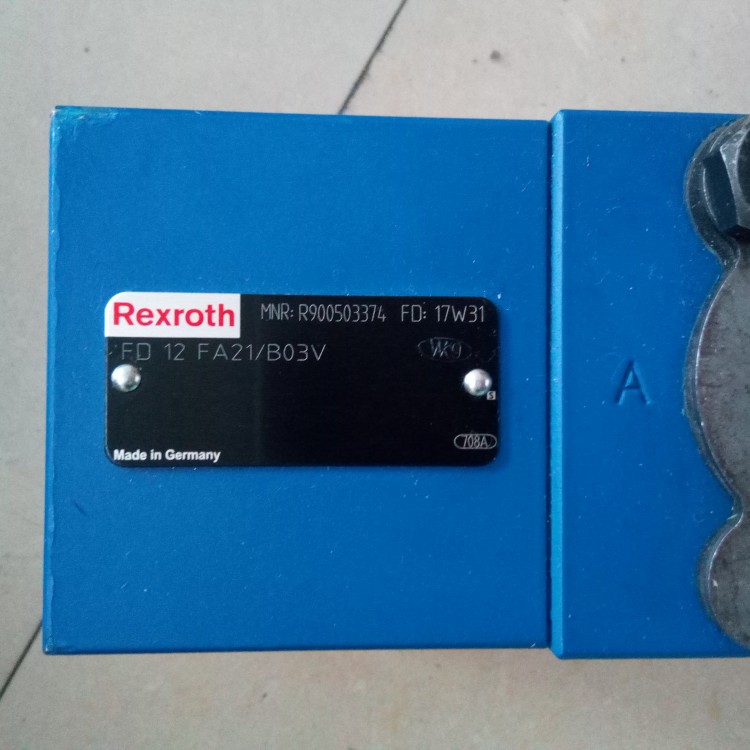 Rexroth MNR: R900503374 FD: 17W31
FD 12 FA21/B03V
S
708A
Made in Germany
A